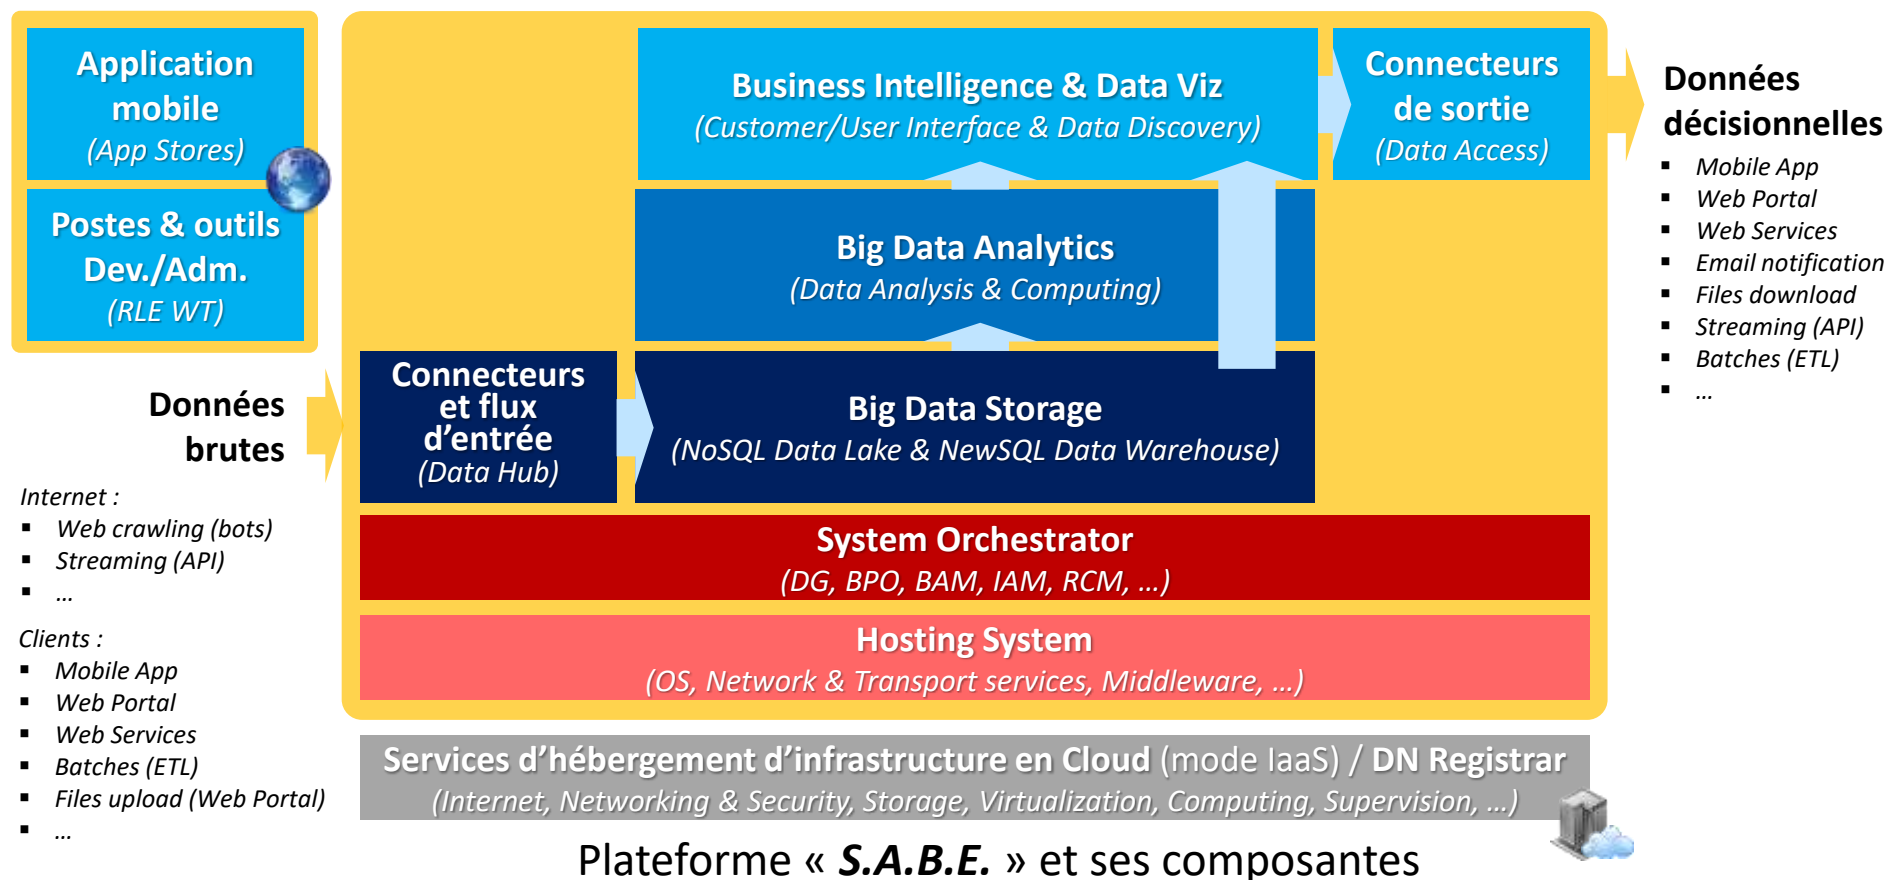 Application
mobile
(App Stores)
Postes & outils
Dev./Adm.
(RLE WT)
Données
brutes
Internet :
▪ Web crawling (bots)
▪ Streaming (API)
▪ ...
Clients :
▪ Mobile App
▪ Web Portal
▪ Web Services
▪ Batches (ETL)
▪ Files upload (Web Portal)
▪ ...
Business Intelligence & Data Viz
(Customer/User Interface & Data Discovery)
Connecteurs
de sortie
(Data Access)
Big Data Analytics
(Data Analysis & Computing)
Connecteurs
et flux
d’entrée
(Data Hub)
Big Data Storage
(NoSQL Data Lake & NewSQL Data Warehouse)
System Orchestrator
(DG, BPO, BAM, IAM, RCM, ...)
Hosting System
(OS, Network & Transport services, Middleware, ...)
Services d’hébergement d’infrastructure en Cloud (mode IaaS) / DN Registrar
(Internet, Networking & Security, Storage, Virtualization, Computing, Supervision, ...)
Données
décisionnelles
▪ Mobile App
▪ Web Portal
▪ Web Services
▪ Email notification
▪ Files download
▪ Streaming (API)
▪ Batches (ETL)
▪ ...
Plateforme « S.A.B.E. » et ses composantes